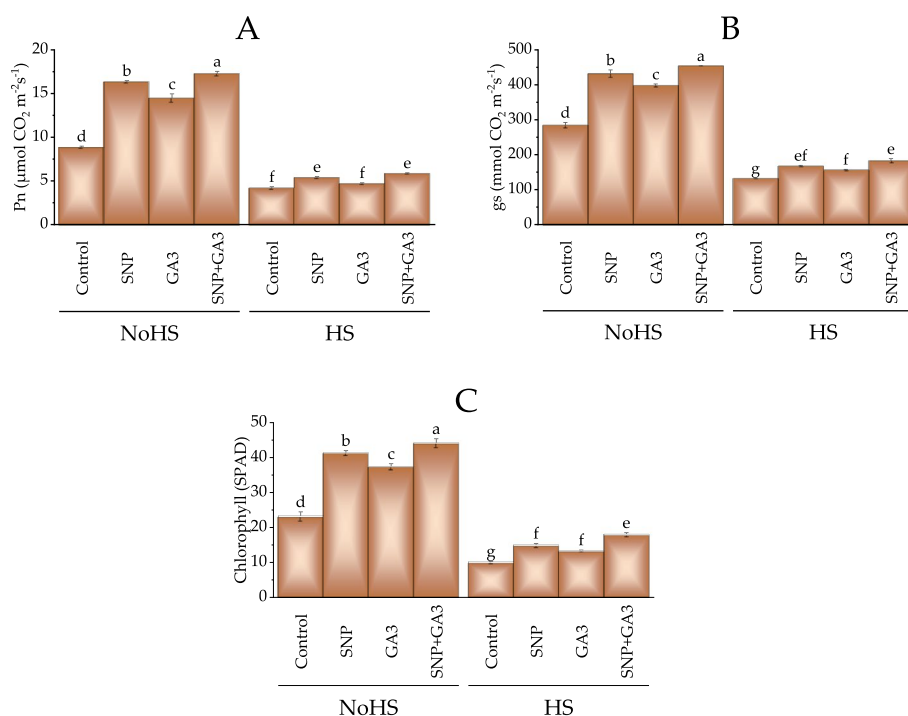 A
Pn (μmol CO2 m-2s-1)
20
15
10
5
0
d
b
c
a
f
e
f
e
Control
SNP
GA3
SNP+GA3
Control
SNP
GA3
SNP+GA3
NoHS
HS
B
gs (mmol CO2 m-2s-1)
500
400
300
200
100
0
d
b
c
a
g
ef
f
e
Control
SNP
GA3
SNP+GA3
Control
SNP
GA3
SNP+GA3
NoHS
HS
C
Chlorophyll (SPAD)
50
40
30
20
10
0
d
b
c
a
g
f
f
e
Control
SNP
GA3
SNP+GA3
Control
SNP
GA3
SNP+GA3
NoHS
HS